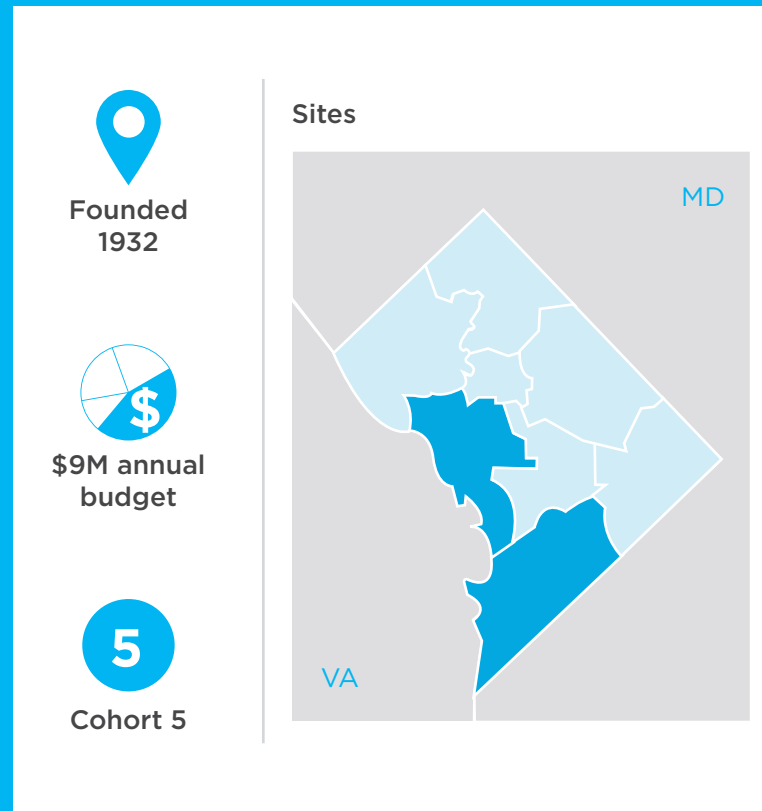 Founded
1932
$
$9M annual
budget
5
Cohort 5
Sites
MD
VA